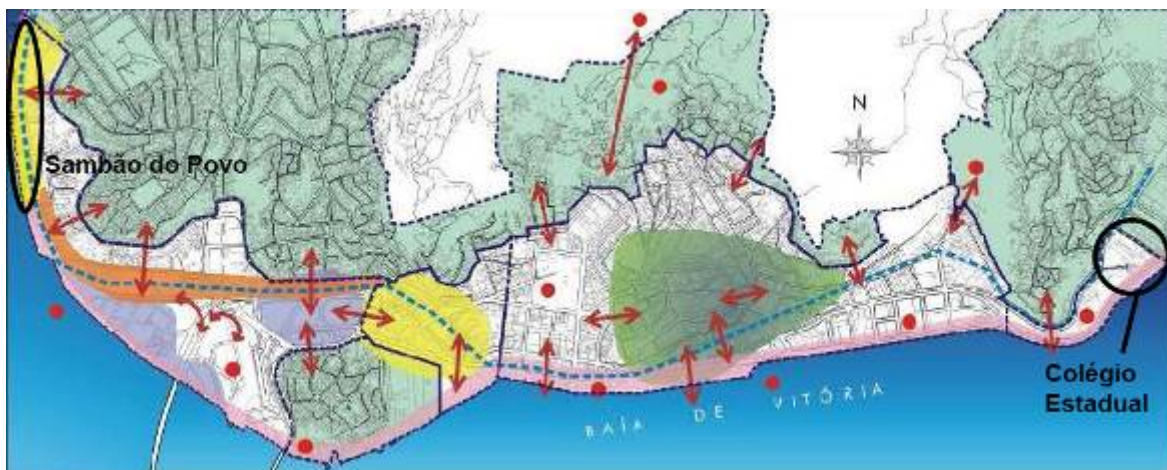 N
Sambão do Povo
BAÍA DE VITÓRIA
Colégio
Estadual